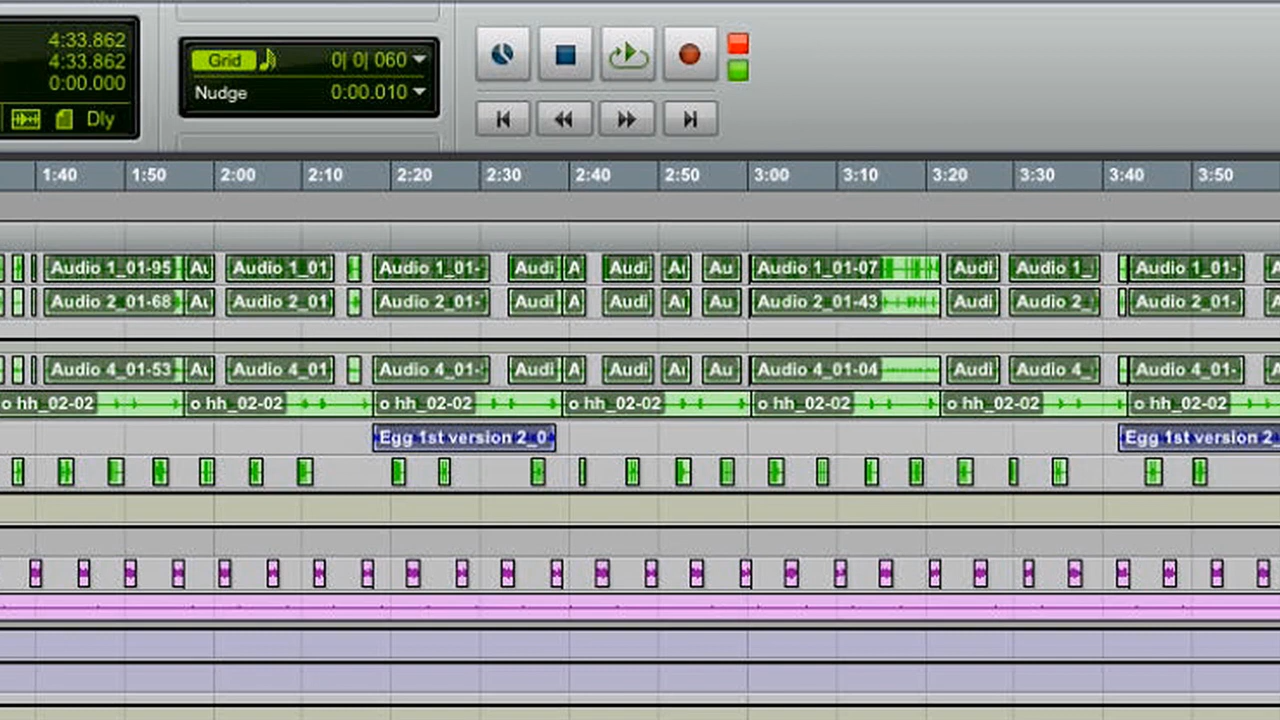 4:33.862
4:33.862
0:00.000
Dly
Grid 0| 0| 060
Nudge 0:00.010
1:40 1:50 2:00 2:10 2:20 2:30 2:40 2:50 3:00 3:10 3:20 3:30 3:40 3:50
Audio 1_01-95 Au Audio 1_01 Audio 1_01- Audi A Audi Au Au Audio 1_01-07 Audi Audio 1_ Audio 1_01- A
Audio 2_01-68 Au Audio 2_01 Audio 2_01- Audi A Audi Au Au Audio 2_01-43 Audi Audio 2_ Audio 2_01- A
Audio 4_01-53 Au Audio 4_01 Audio 4_01- Audi A Audi Au Au Audio 4_01-04 Audi Audio 4_ Audio 4_01- A
o hh_02-02 o hh_02-02 o hh_02-02 o hh_02-02 o hh_02-02 o hh_02-02 o hh_02-02
Egg 1st version 2_0 Egg 1st version 2_